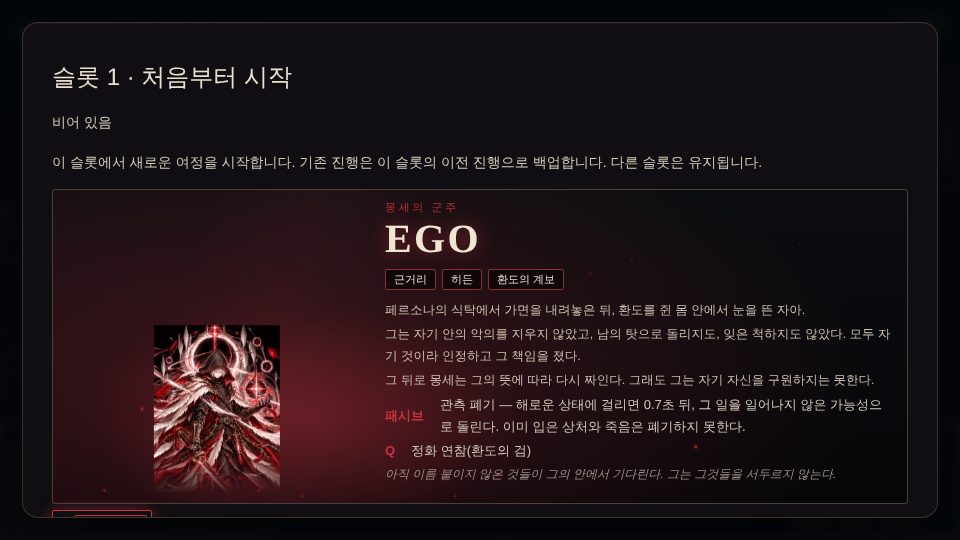 슬롯 1 · 처음부터 시작
비어 있음
이 슬롯에서 새로운 여정을 시작합니다. 기존 진행은 이 슬롯의 이전 진행으로 백업합니다. 다른 슬롯은 유지됩니다.
몽세의 군주
EGO
근거리 히든 환도의 계보
페르소나의 식탁에서 가면을 내려놓은 뒤, 환도를 쥔 몸 안에서 눈을 뜬 자아.
그는 자기 안의 악의를 지우지 않았고, 남의 탓으로 돌리지도, 잊은 척하지도 않았다. 모두 자
기 것이라 인정하고 그 책임을 졌다.
그 뒤로 몽세는 그의 뜻에 따라 다시 짜인다. 그래도 그는 자기 자신을 구원하지는 못한다.
패시브 관측 폐기 — 해로운 상태에 걸리면 0.7초 뒤, 그 일을 일어나지 않은 가능성으
로 돌린다. 이미 입은 상처와 죽음은 폐기하지 못한다.
Q 정화 연참(환도의 검)
아직 이름 붙이지 않은 것들이 그의 안에서 기다린다. 그는 그것들을 서두르지 않는다.